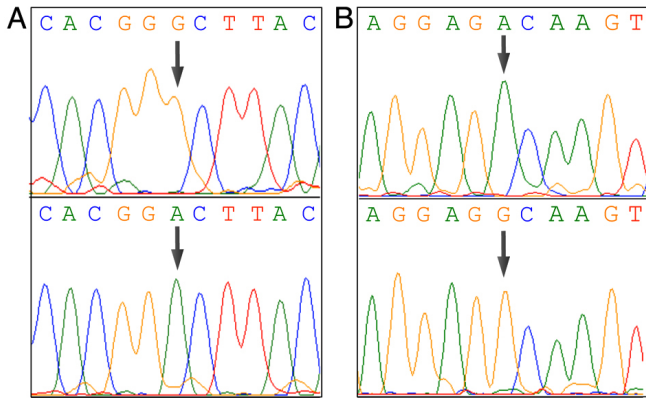 A
C A C G G G C T T A C
C A C G G A C T T A C
B
A G G A G A C A A G T
A G G A G G C A A G T